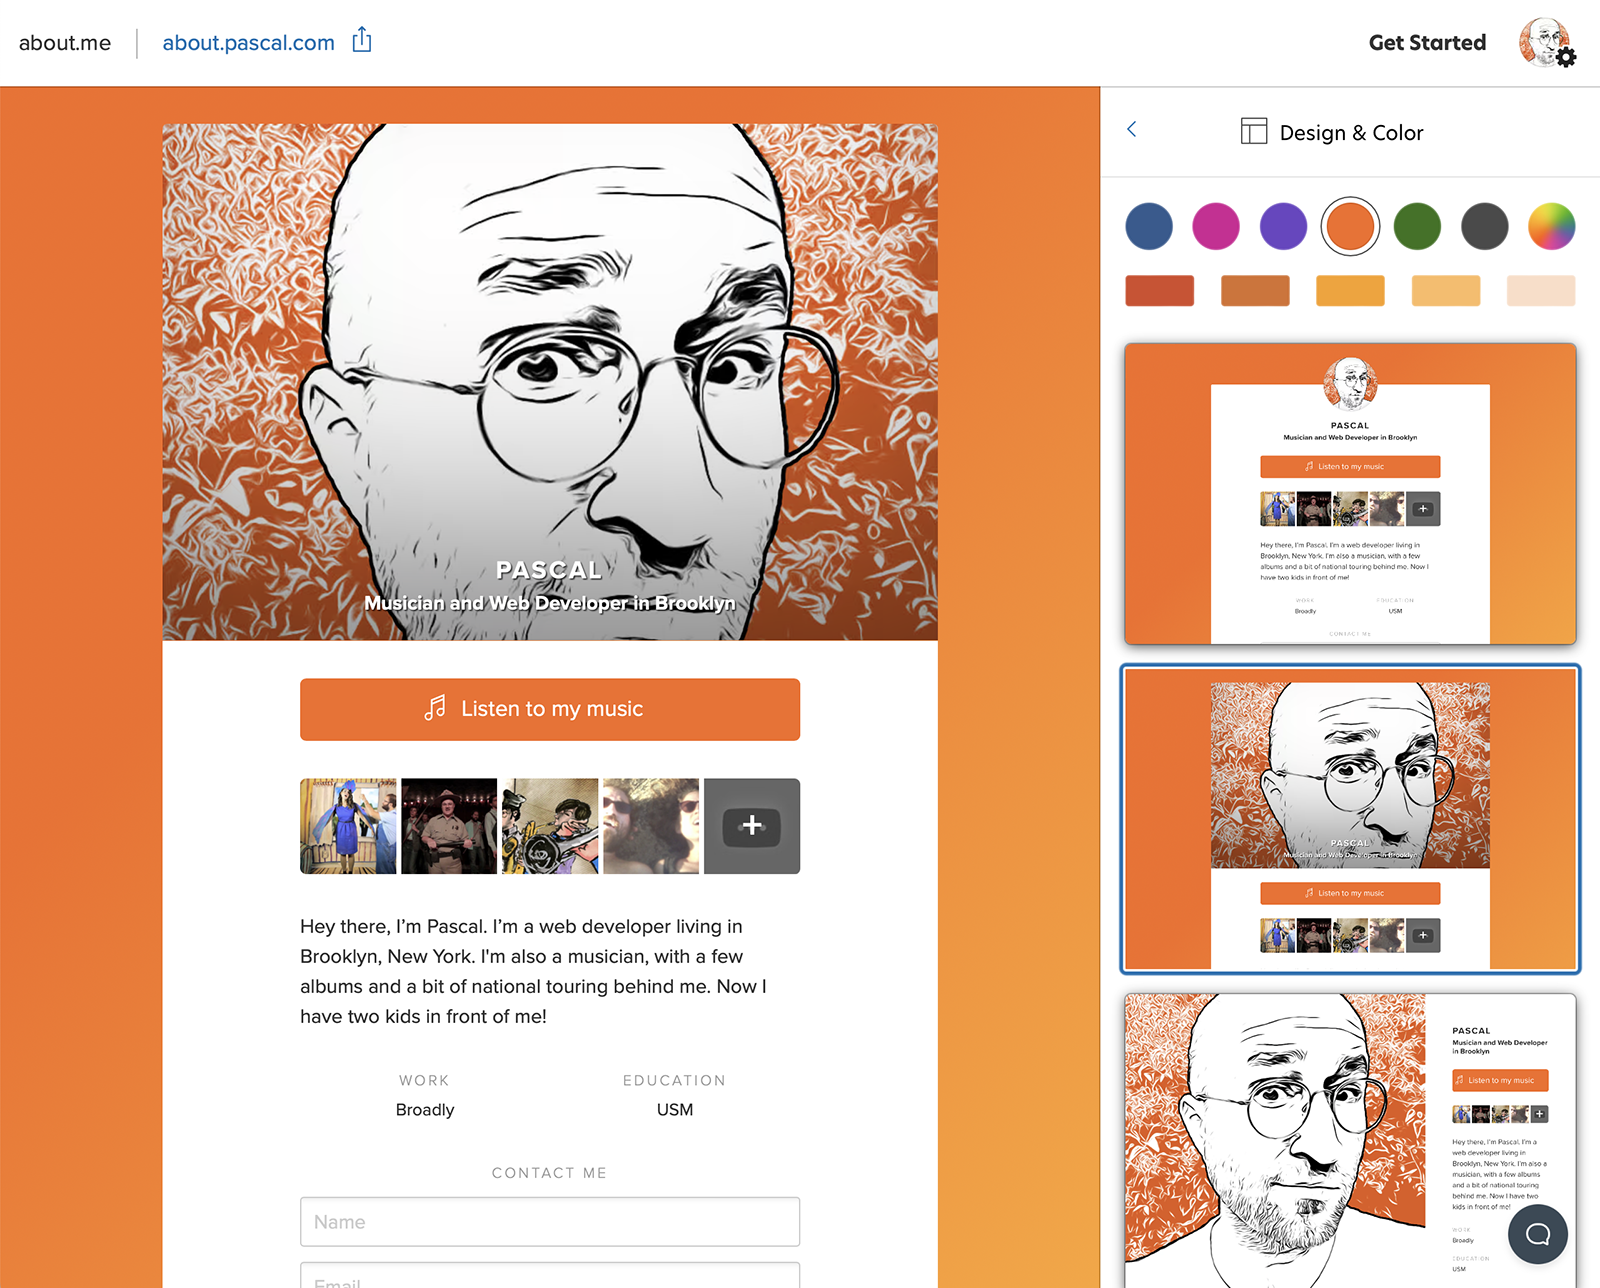 about.me
about.pascal.com
Get Started
PASCAL
Musician and Web Developer in Brooklyn
Listen to my music
Hey there, I’m Pascal. I’m a web developer living in
Brooklyn, New York. I'm also a musician, with a few
albums and a bit of national touring behind me. Now I
have two kids in front of me!
WORK
Broadly
EDUCATION
USM
CONTACT ME
Name
Email
Design & Color
PASCAL
Musician and Web Developer in Brooklyn
Listen to my music
Hey there, I'm Pascal. I'm a web developer living in
Brooklyn, New York. I'm also a musician, with a few
albums and a bit of national touring behind me. Now I
have two kids in front of me!
WORK
Broadly
EDUCATION
USM
CONTACT ME
PASCAL
Musician and Web Developer in Brooklyn
Listen to my music
PASCAL
Musician and Web Developer
in Brooklyn
Listen to my music
Hey there, I'm Pascal. I'm a
web developer living in
Brooklyn, New York. I'm also a
musician, with a few albums
and a bit of national touring
behind me. Now I have two
kids in front of me!
WORK
Broadly
EDUCATION
USM